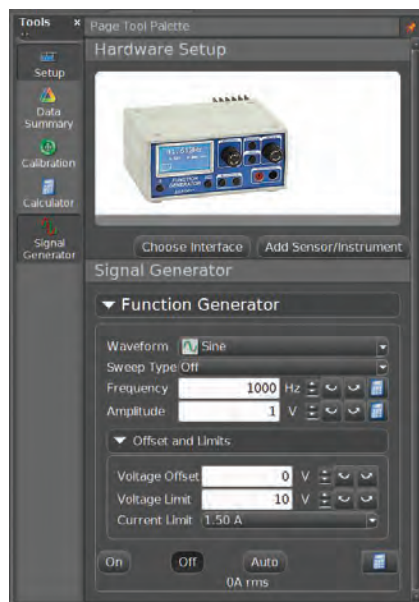 Tools
Page Tool Palette
Hardware Setup
Setup
Data
Summary
Calibration
Calculator
Signal
Generator
FUNCTION
GENERATOR
Choose Interface Add Sensor/Instrument
Signal Generator
Function Generator
Waveform Sine
Sweep Type Off
Frequency 1000 Hz
Amplitude 1 V
Offset and Limits
Voltage Offset 0 V
Voltage Limit 10 V
Current Limit 1.50 A
On Off Auto
0A rms